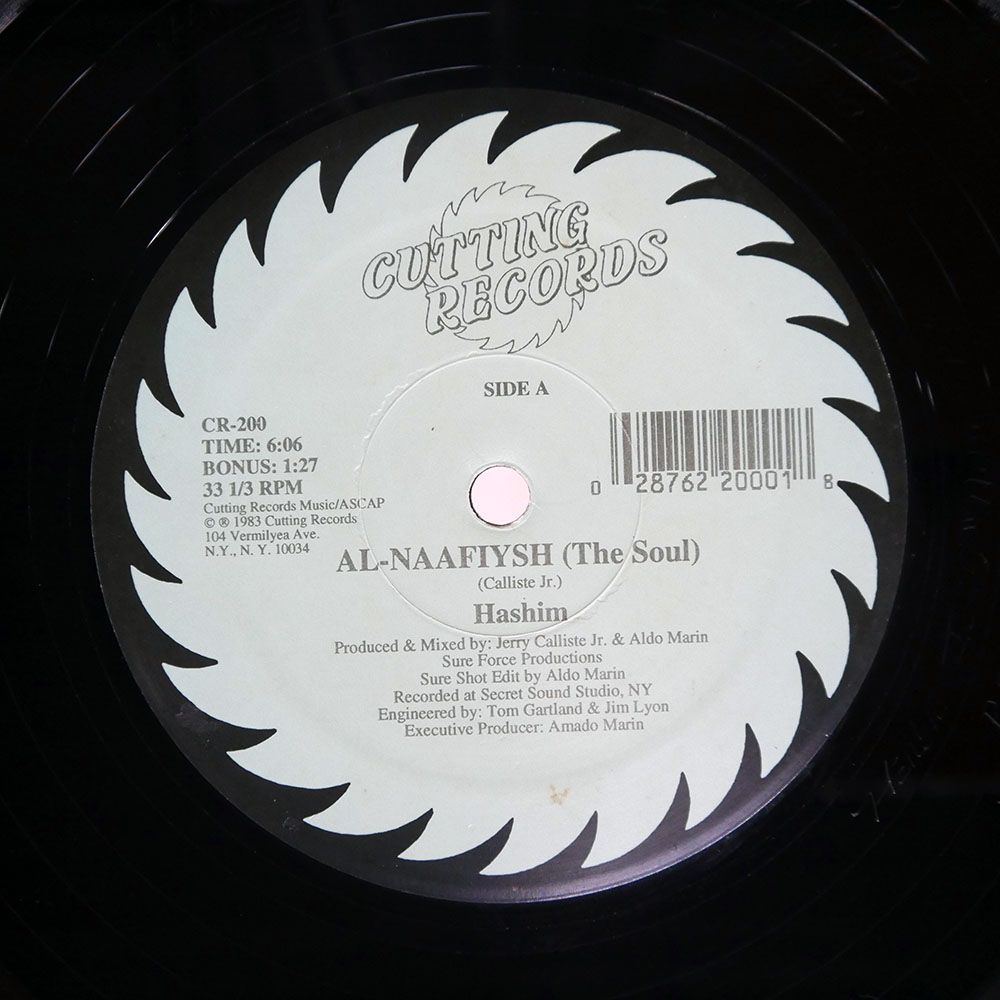 CUTTING
RECORDS
SIDE A
CR-200
TIME: 6:06
BONUS: 1:27
33 1/3 RPM
Cutting Records Music/ASCAP
© ® 1983 Cutting Records
104 Vermilyea Ave.
N.Y., N. Y. 10034
0 28762 20001 8
AL-NAAFIYSH (The Soul)
(Calliste Jr.)
Hashim
Produced & Mixed by: Jerry Calliste Jr. & Aldo Marin
Sure Force Productions
Sure Shot Edit by Aldo Marin
Recorded at Secret Sound Studio, NY
Engineered by: Tom Gartland & Jim Lyon
Executive Producer: Amado Marin